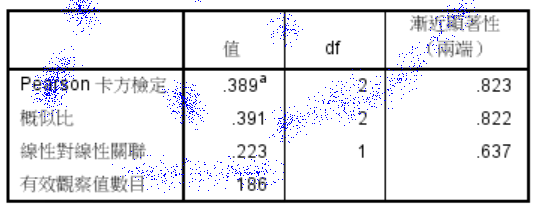 漸近顯著性
值 df （兩端）
Pearson 卡方檢定 .389a 2 .823
概似比 .391 2 .822
線性對線性關聯 .223 1 .637
有效觀察值數目 186